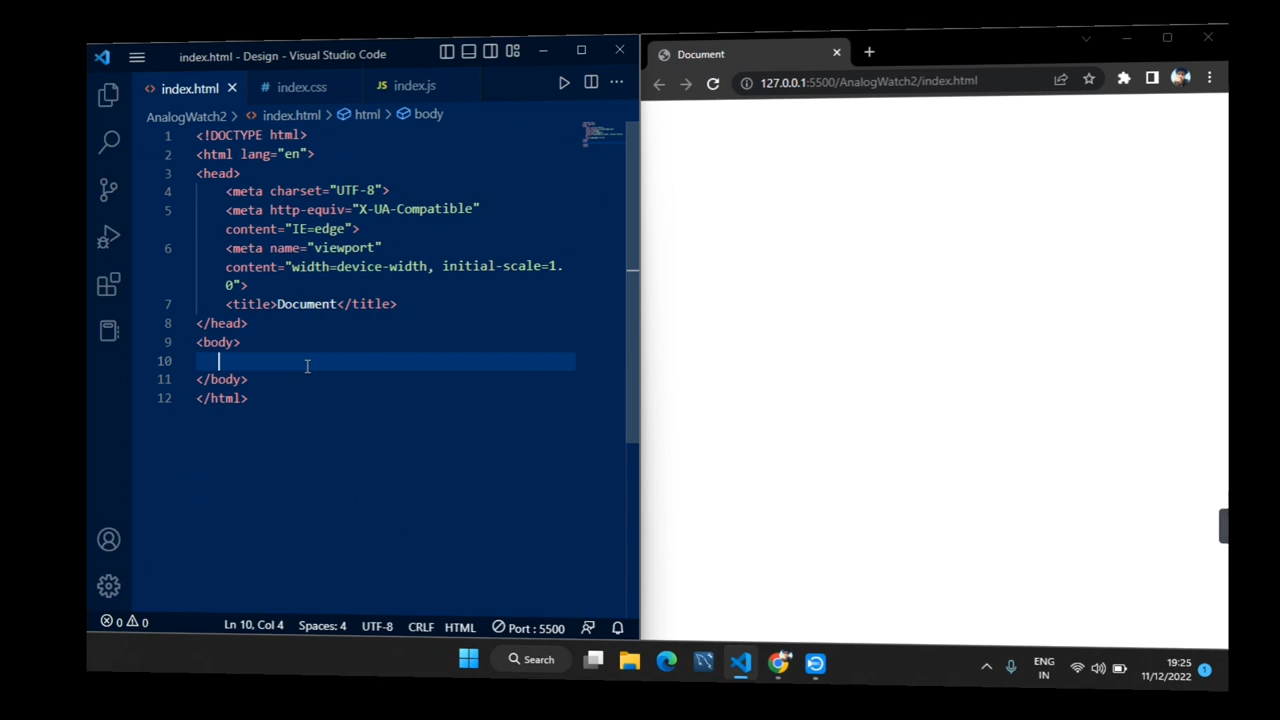 index.html - Design - Visual Studio Code
index.html
# index.css
JS index.js
AnalogWatch2 > index.html > html > body
1 <!DOCTYPE html>
2 <html lang="en">
3 <head>
4 <meta charset="UTF-8">
5 <meta http-equiv="X-UA-Compatible"
content="IE=edge">
6 <meta name="viewport"
content="width=device-width, initial-scale=1.
0">
7 <title>Document</title>
8 </head>
9 <body>
10
11 </body>
12 </html>
0 0
Ln 10, Col 4 Spaces: 4 UTF-8 CRLF HTML Port : 5500
Document
127.0.0.1:5500/AnalogWatch2/index.html
Search
ENG
IN
19:25
11/12/2022
1